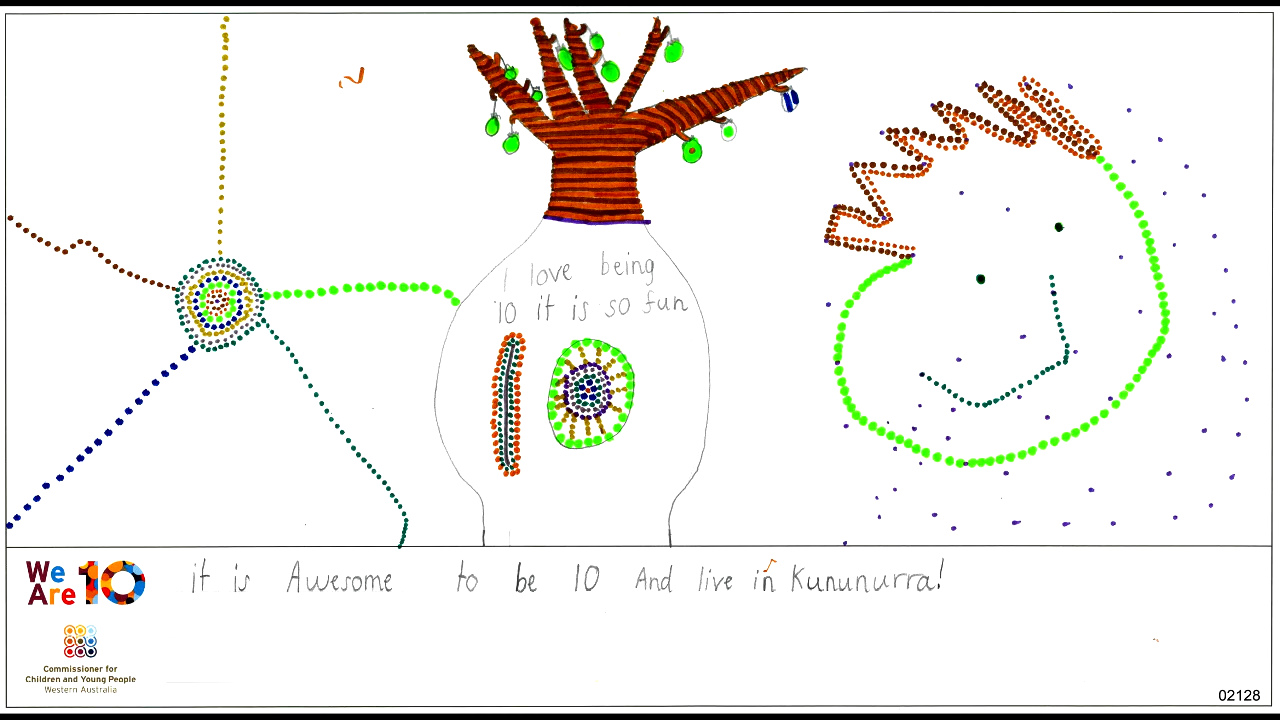 I love being
10 it is so fun
it is Awesome to be 10 And live in Kununurra!
We
Are 10
Commissioner for
Children and Young People
Western Australia
02128